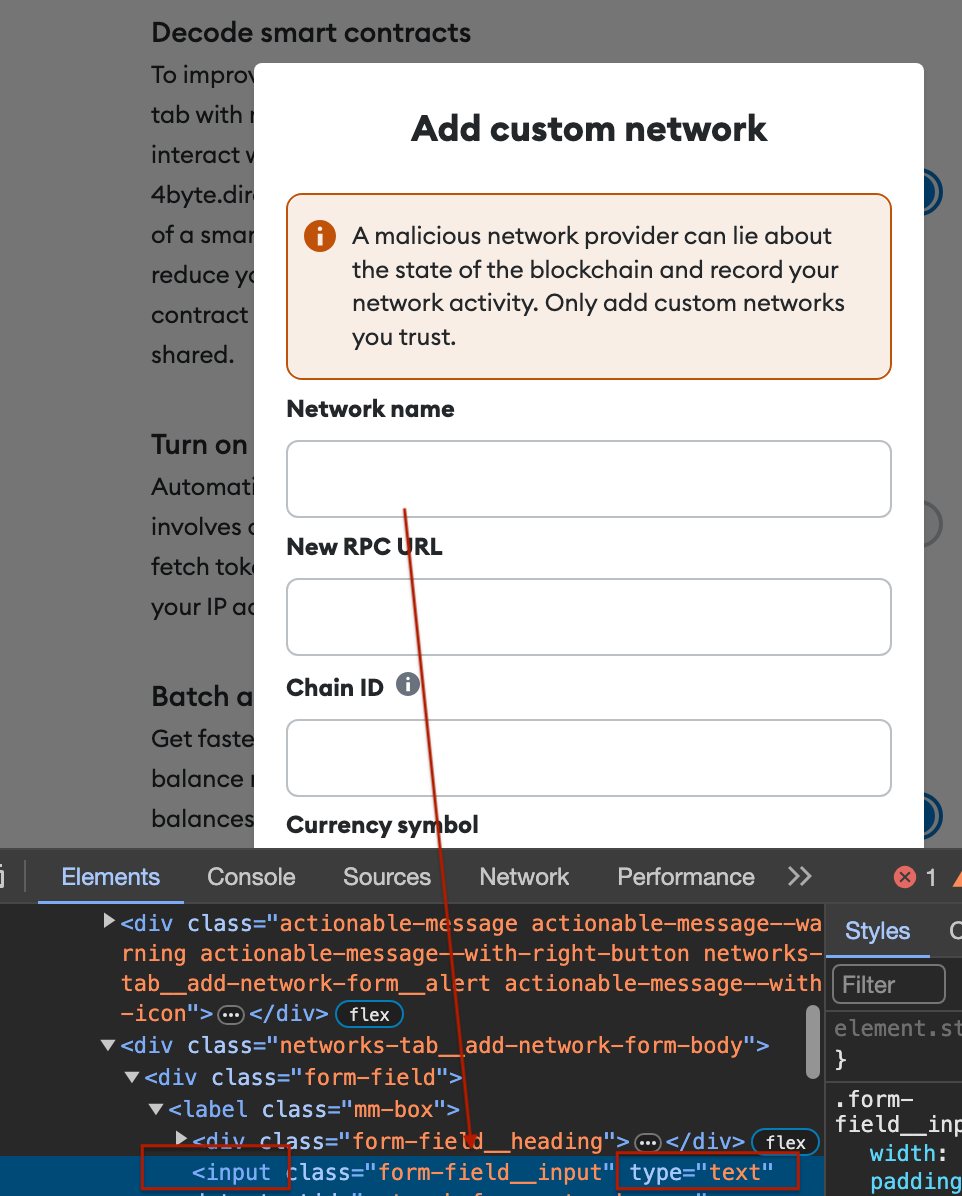 Decode smart contracts
To improv
tab with
interact
4byte.dir
of a smar
reduce yo
contract
shared.
Add custom network
A malicious network provider can lie about
the state of the blockchain and record your
network activity. Only add custom networks
you trust.
Network name
Turn on
Automati
involves
fetch tok
your IP a
New RPC URL
Chain ID
Batch a
Get faste
balance
balances
Currency symbol
Elements Console Sources Network Performance 1
<div class="actionable-message actionable-message--wa
rning actionable-message--with-right-button networks-
tab__add-network-form__alert actionable-message--with
-icon">…</div> flex
<div class="networks-tab__add-network-form-body">
<div class="form-field">
<label class="mm-box">
<div class="form-field__heading">…</div> flex
<input class="form-field__input" type="text"
Styles
Filter
element.st
}
.form-
field__inp
width:
padding